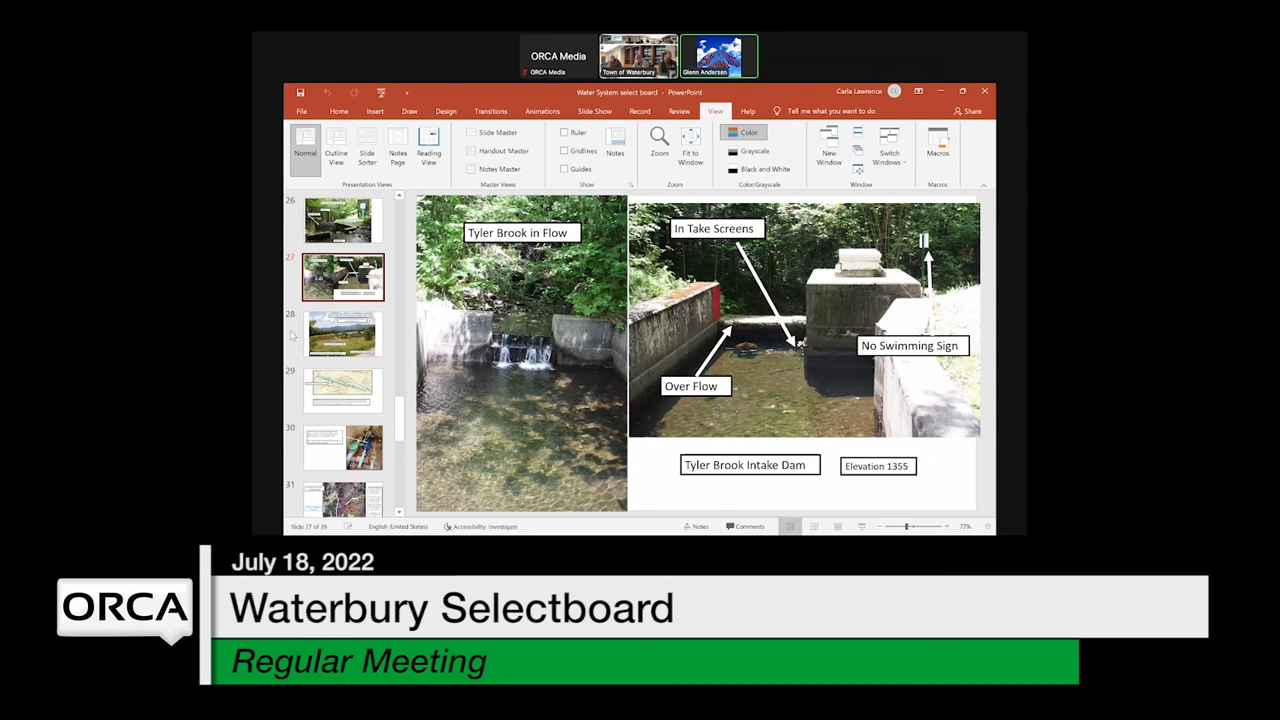 ORCA Media
ORCA Media
Town of Waterbury
Glenn Andersen
Water System select board - PowerPoint
Carla Lawrence
CL
File
Home
Insert
Draw
Design
Transitions
Animations
Slide Show
Record
Review
View
Help
Tell me what you want to do
Share
Normal
Outline View
Slide Sorter
Notes Page
Reading View
Presentation Views
Slide Master
Handout Master
Notes Master
Master Views
Ruler
Gridlines
Guides
Show
Notes
Zoom
Fit to Window
Zoom
Color
Grayscale
Black and White
Color/Grayscale
New Window
Switch Windows
Window
Macros
Macros
26
27
28
29
30
31
Tyler Brook in Flow
In Take Screens
No Swimming Sign
Over Flow
Tyler Brook Intake Dam
Elevation 1355
Slide 27 of 39
English (United States)
Accessibility: Investigate
Notes
Comments
77%
July 18, 2022
ORCA
Waterbury Selectboard
Regular Meeting